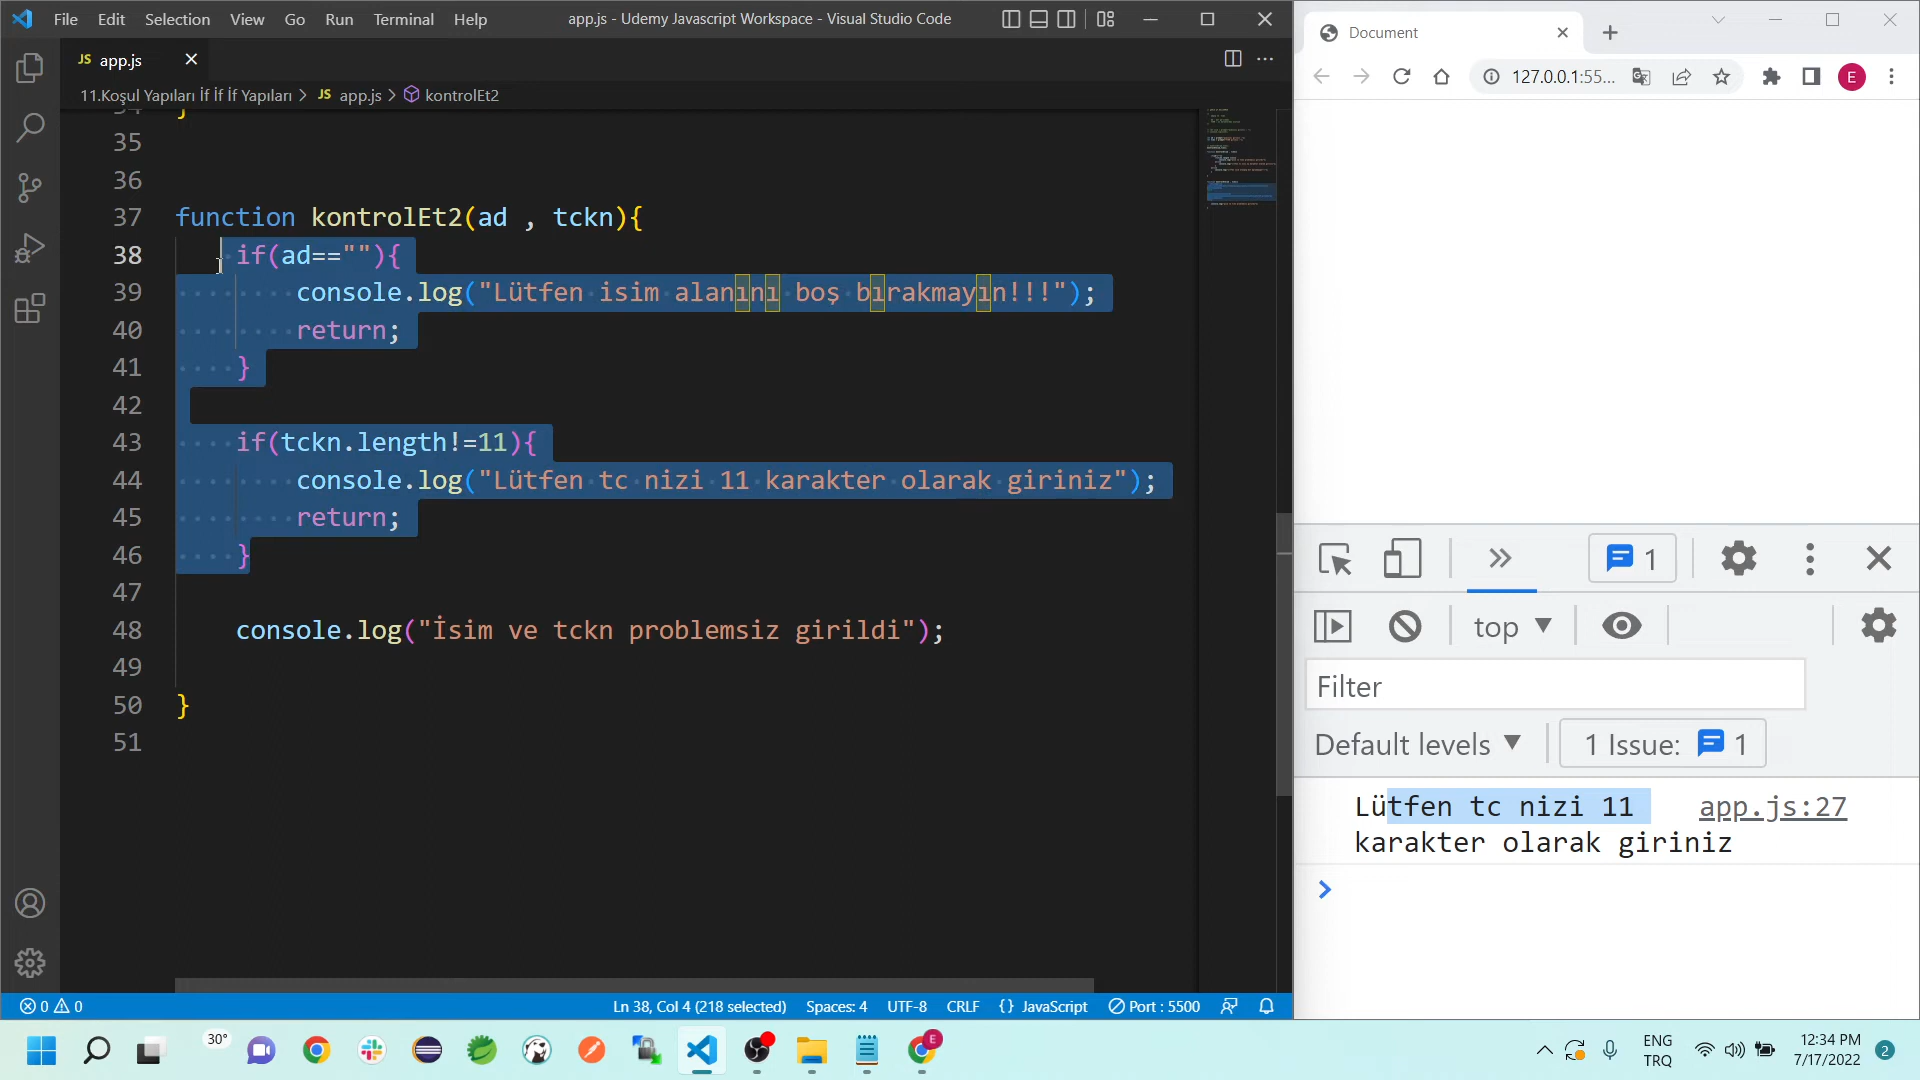 File Edit Selection View Go Run Terminal Help app.js - Udemy Javascript Workspace - Visual Studio Code
JS app.js
11.Koşul Yapıları İf İf İf Yapıları > JS app.js > kontrolEt2
34 }
35
36
37 function kontrolEt2(ad , tckn){
38 if(ad==""){
39 console.log("Lütfen isim alanını boş bırakmayın!!!");
40 return;
41 }
42
43 if(tckn.length!=11){
44 console.log("Lütfen tc nizi 11 karakter olarak giriniz");
45 return;
46 }
47
48 console.log("İsim ve tckn problemsiz girildi");
49
50 }
51
0 0 Ln 38, Col 4 (218 selected) Spaces: 4 UTF-8 CRLF {} JavaScript Port : 5500
Document
127.0.0.1:55... E
1
top
Filter
Default levels 1 Issue: 1
Lütfen tc nizi 11 app.js:27
karakter olarak giriniz
30° E
ENG
TRQ
12:34 PM
7/17/2022
2